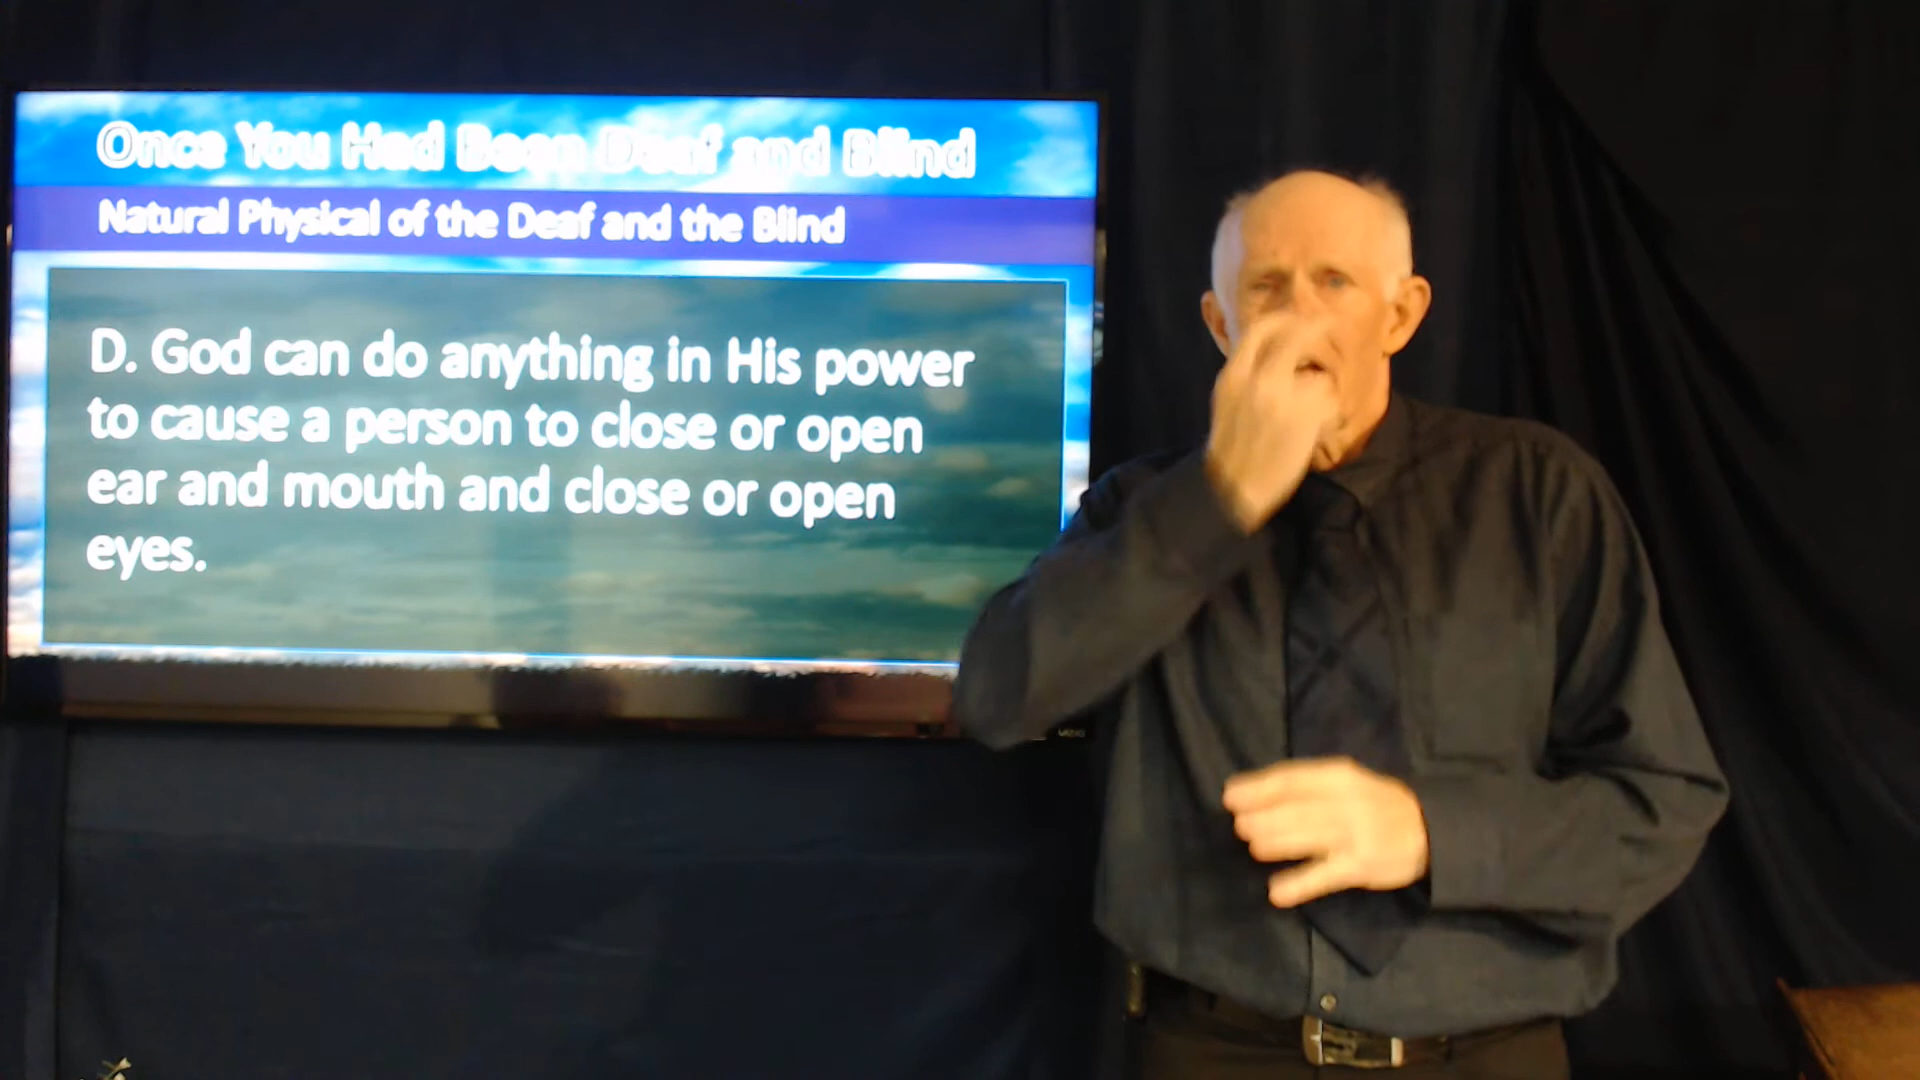 Once You Had Been Deaf and Blind
Natural Physical of the Deaf and the Blind
D. God can do anything in His power
to cause a person to close or open
ear and mouth and close or open
eyes.
VIZIO